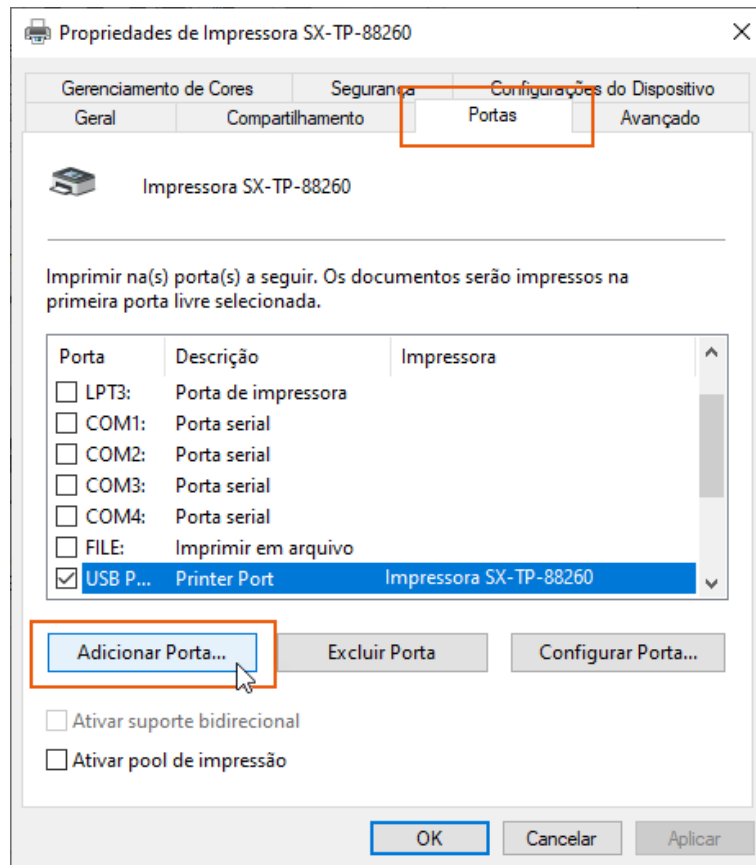 Propriedades de Impressora SX-TP-88260
Gerenciamento de Cores Segurança Configurações do Dispositivo
Geral Compartilhamento Portas Avançado
Impressora SX-TP-88260
Imprimir na(s) porta(s) a seguir. Os documentos serão impressos na
primeira porta livre selecionada.
Porta Descrição Impressora
LPT3: Porta de impressora
COM1: Porta serial
COM2: Porta serial
COM3: Porta serial
COM4: Porta serial
FILE: Imprimir em arquivo
USB P... Printer Port Impressora SX-TP-88260
Adicionar Porta... Excluir Porta Configurar Porta...
Ativar suporte bidirecional
Ativar pool de impressão
OK Cancelar Aplicar